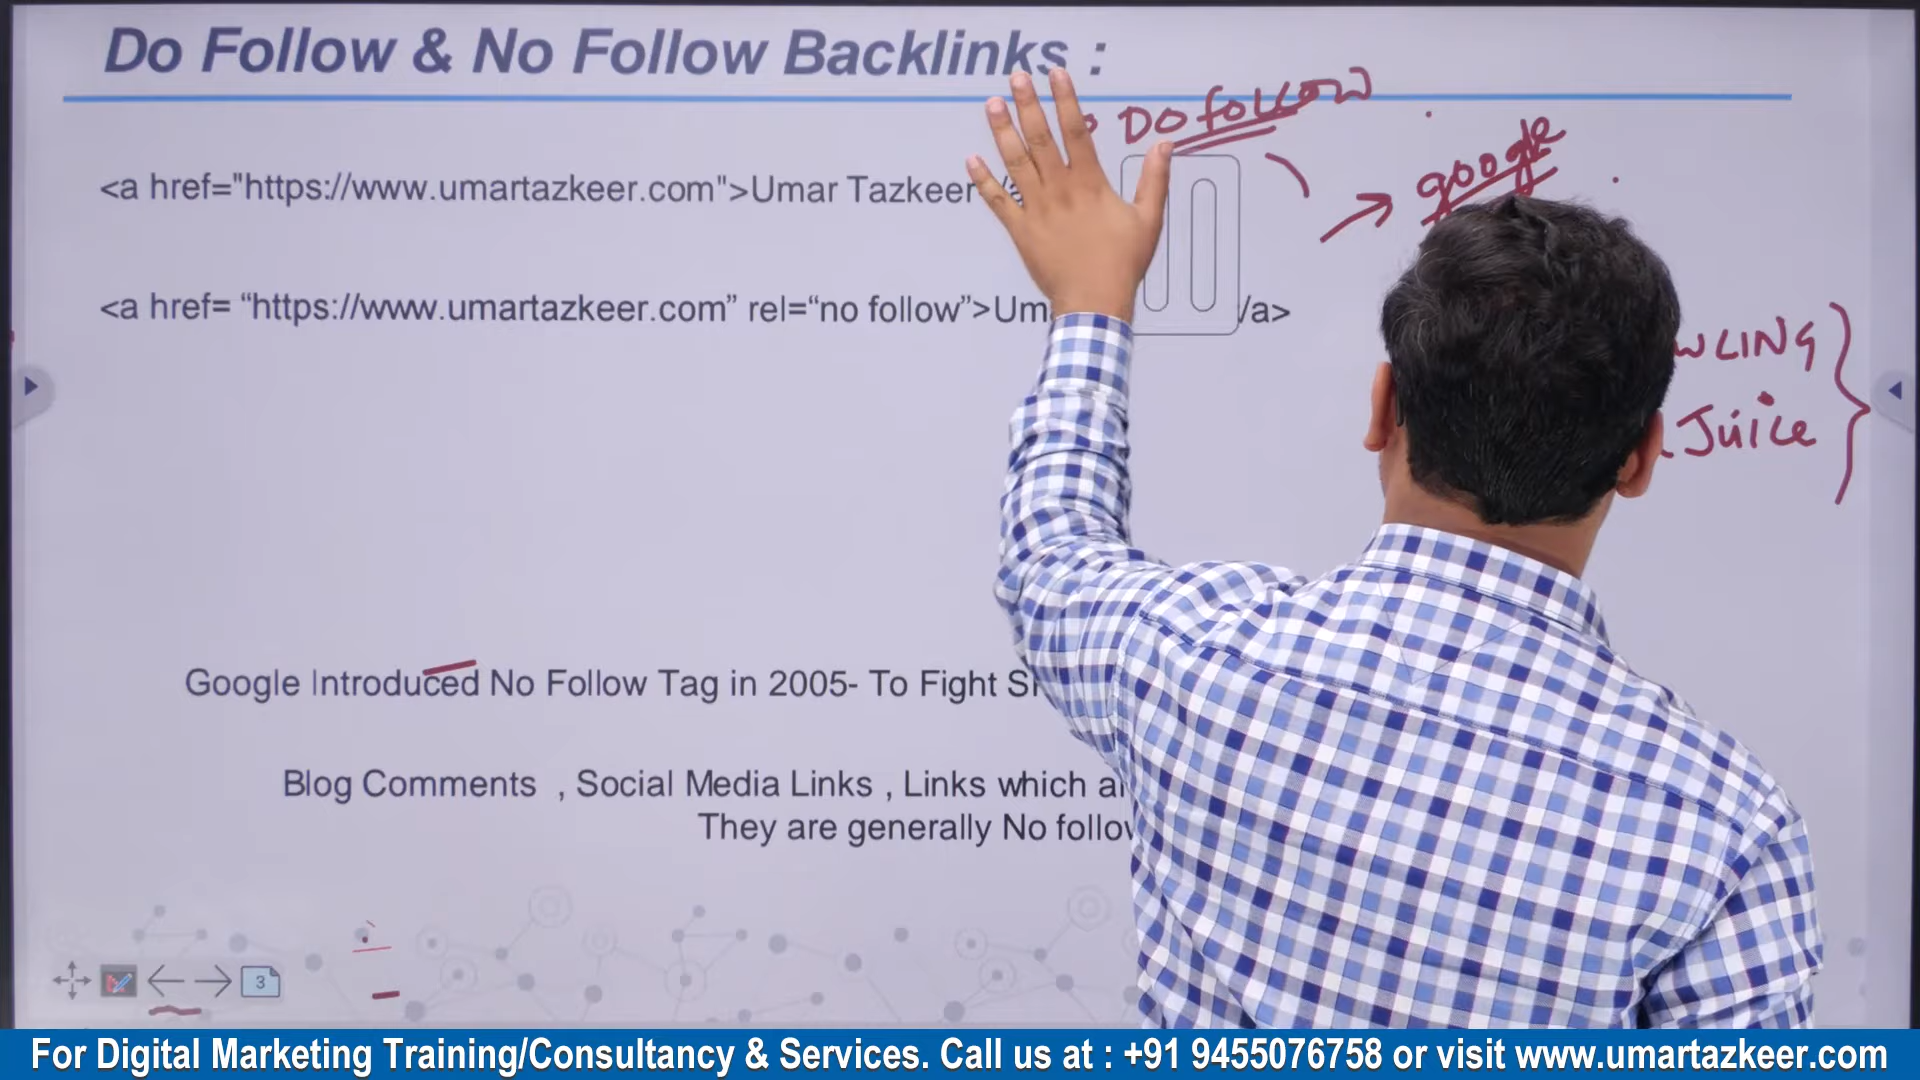 Do Follow & No Follow Backlinks :
DO follow
google
<a href="https://www.umartazkeer.com">Umar Tazkeer
<a href= “https://www.umartazkeer.com” rel=“no follow”>Um /a>
WLING
Juice
Google Introduced No Follow Tag in 2005- To Fight
Blog Comments , Social Media Links , Links which
They are generally No
3
For Digital Marketing Training/Consultancy & Services. Call us at : +91 9455076758 or visit www.umartazkeer.com